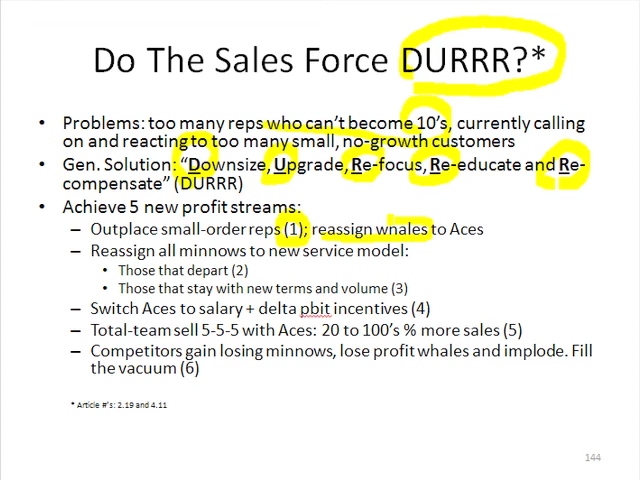 Do The Sales Force DURRR?*
• Problems: too many reps who can't become 10's, currently calling
on and reacting to too many small, no-growth customers
• Gen. Solution: "Downsize, Upgrade, Re-focus, Re-educate and Re-
compensate" (DURRR)
• Achieve 5 new profit streams:
– Outplace small-order reps (1); reassign whales to Aces
– Reassign all minnows to new service model:
• Those that depart (2)
• Those that stay with new terms and volume (3)
– Switch Aces to salary + delta pbit incentives (4)
– Total-team sell 5-5-5 with Aces: 20 to 100's % more sales (5)
– Competitors gain losing minnows, lose profit whales and implode. Fill
the vacuum (6)
* Article #'s: 2.19 and 4.11
144